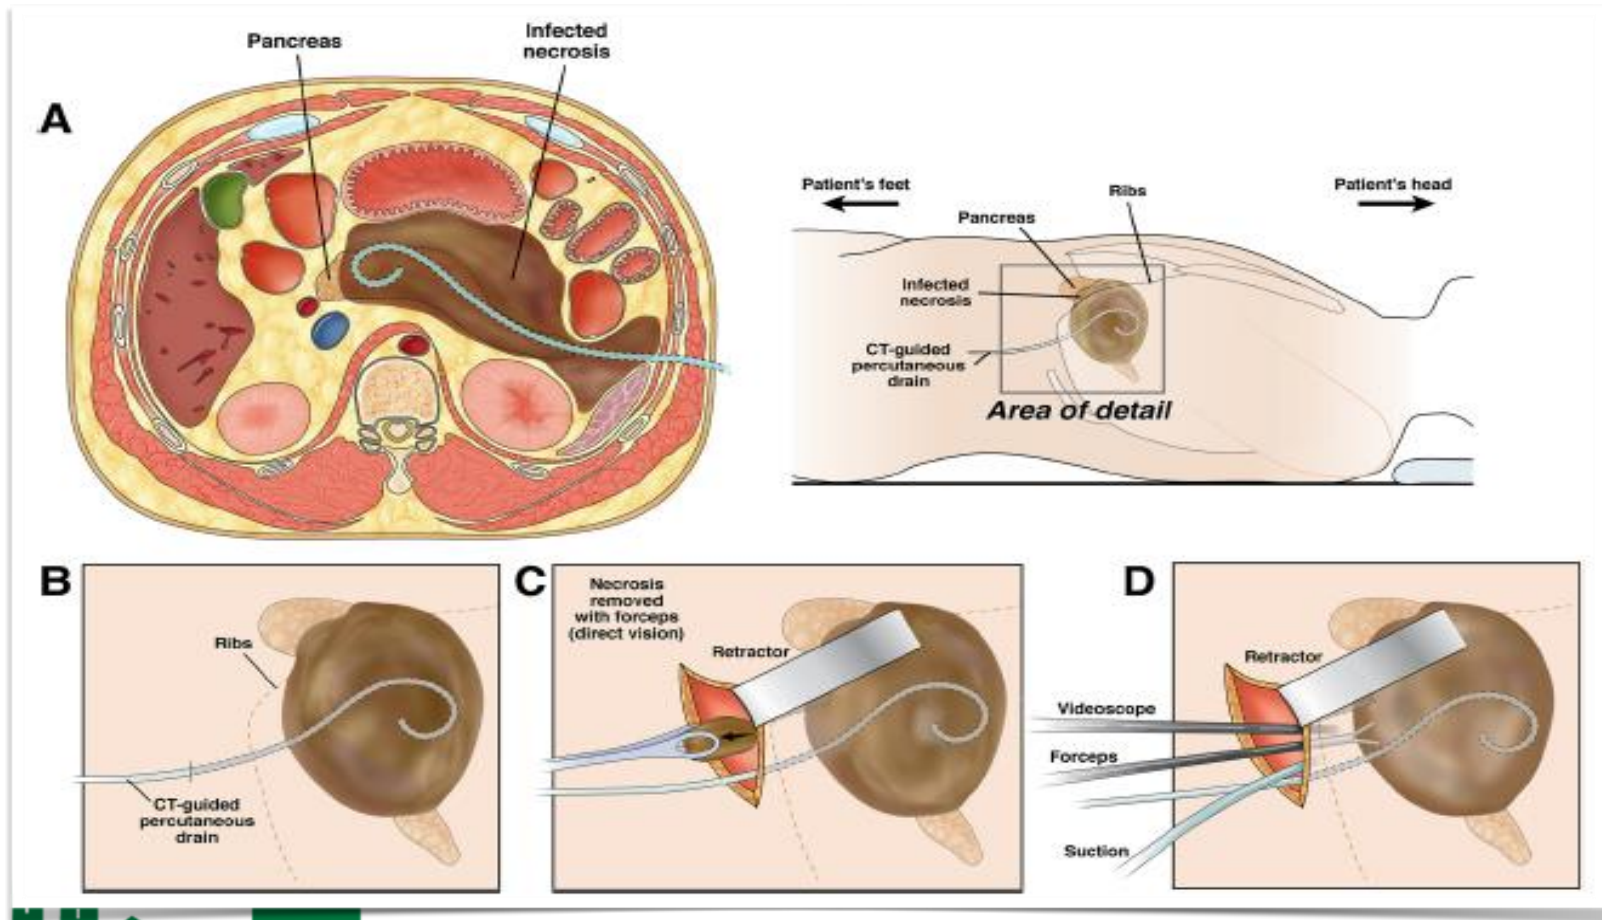 A
Pancreas
Infected
necrosis
Patient's feet
Patient's head
Pancreas
Ribs
Infected
necrosis
CT-guided
percutaneous
drain
Area of detail
B
Ribs
CT-guided
percutaneous
drain
C
Necrosis
removed
with forceps
(direct vision)
Retractor
D
Retractor
Videoscope
Forceps
Suction